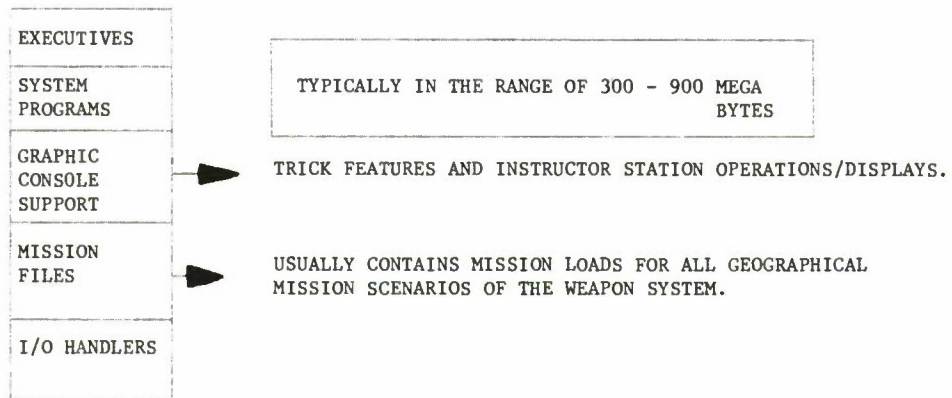 EXECUTIVES
SYSTEM
PROGRAMS
GRAPHIC
CONSOLE
SUPPORT
MISSION
FILES
I/O HANDLERS
TYPICALLY IN THE RANGE OF 300 - 900 MEGA
BYTES
TRICK FEATURES AND INSTRUCTOR STATION OPERATIONS/DISPLAYS.
USUALLY CONTAINS MISSION LOADS FOR ALL GEOGRAPHICAL
MISSION SCENARIOS OF THE WEAPON SYSTEM.